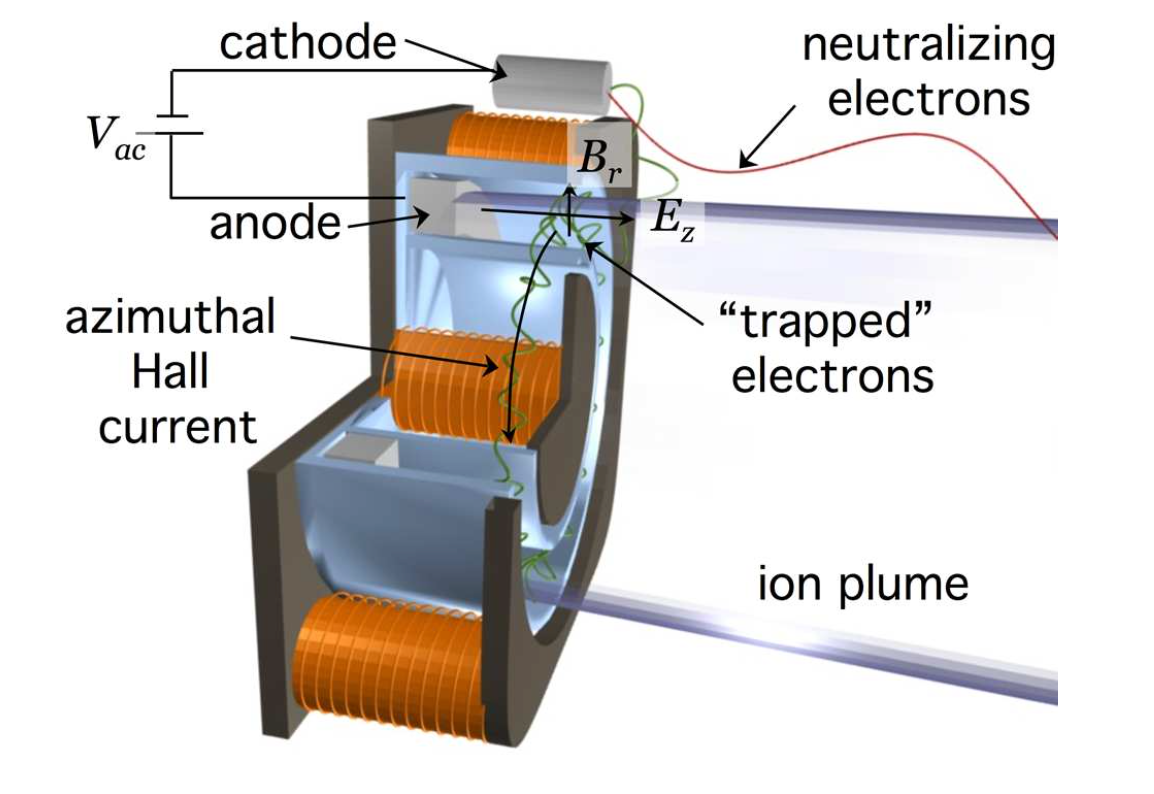 cathode
neutralizing
electrons
V_ac
B_r
anode
E_z
azimuthal
Hall
current
“trapped”
electrons
ion plume